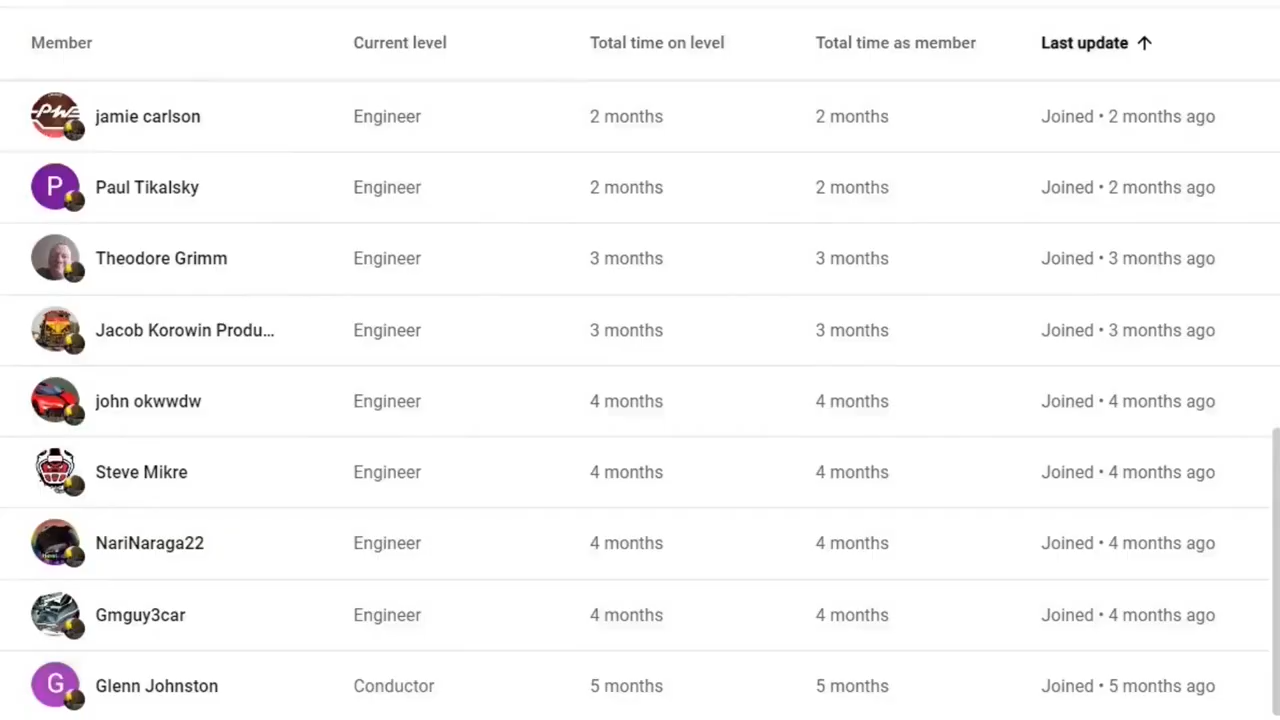 Member Current level Total time on level Total time as member Last update ↑
jamie carlson Engineer 2 months 2 months Joined • 2 months ago
P Paul Tikalsky Engineer 2 months 2 months Joined • 2 months ago
Theodore Grimm Engineer 3 months 3 months Joined • 3 months ago
Jacob Korowin Produ... Engineer 3 months 3 months Joined • 3 months ago
john okwwdw Engineer 4 months 4 months Joined • 4 months ago
Steve Mikre Engineer 4 months 4 months Joined • 4 months ago
NariNaraga22 Engineer 4 months 4 months Joined • 4 months ago
Gmguy3car Engineer 4 months 4 months Joined • 4 months ago
G Glenn Johnston Conductor 5 months 5 months Joined • 5 months ago